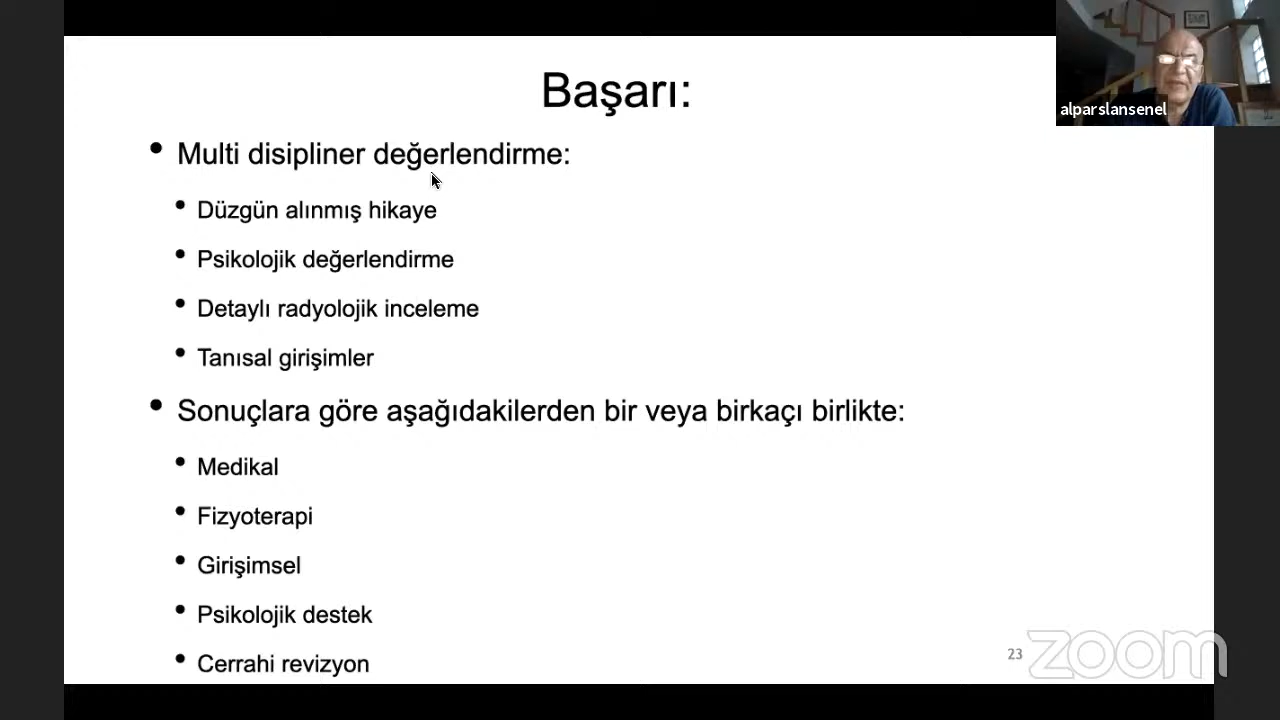 Başarı:
alparslansenel
Multi disipliner değerlendirme:
Düzgün alınmış hikaye
Psikolojik değerlendirme
Detaylı radyolojik inceleme
Tanısal girişimler
Sonuçlara göre aşağıdakilerden bir veya birkaçı birlikte:
Medikal
Fizyoterapi
Girişimsel
Psikolojik destek
Cerrahi revizyon
23
zoom